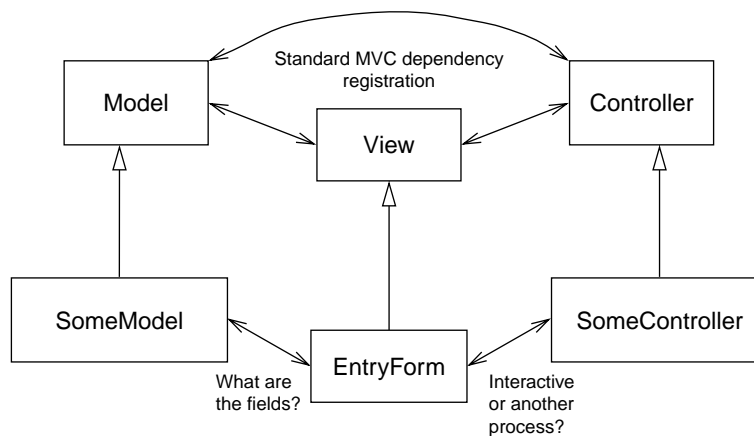 Standard MVC dependency
registration
Model
Controller
View
SomeModel
SomeController
EntryForm
What are
the fields?
Interactive
or another
process?